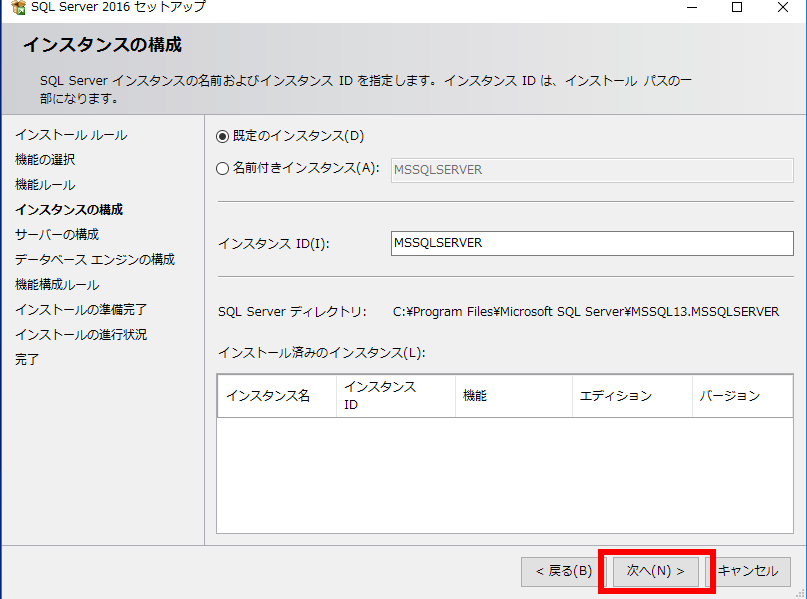 SQL Server 2016 セットアップ
インスタンスの構成
SQL Server インスタンスの名前およびインスタンス ID を指定します。インスタンス ID は、インストール パスの一
部になります。
インストール ルール
機能の選択
機能ルール
インスタンスの構成
サーバーの構成
データベース エンジンの構成
機能構成ルール
インストールの準備完了
インストールの進行状況
完了
既定のインスタンス(D)
名前付きインスタンス(A): MSSQLSERVER
インスタンス ID(I): MSSQLSERVER
SQL Server ディレクトリ: C:¥Program Files¥Microsoft SQL Server¥MSSQL13.MSSQLSERVER
インストール済みのインスタンス(L):
インスタンス名 インスタンス ID 機能 エディション バージョン
< 戻る(B) 次へ(N) > キャンセル